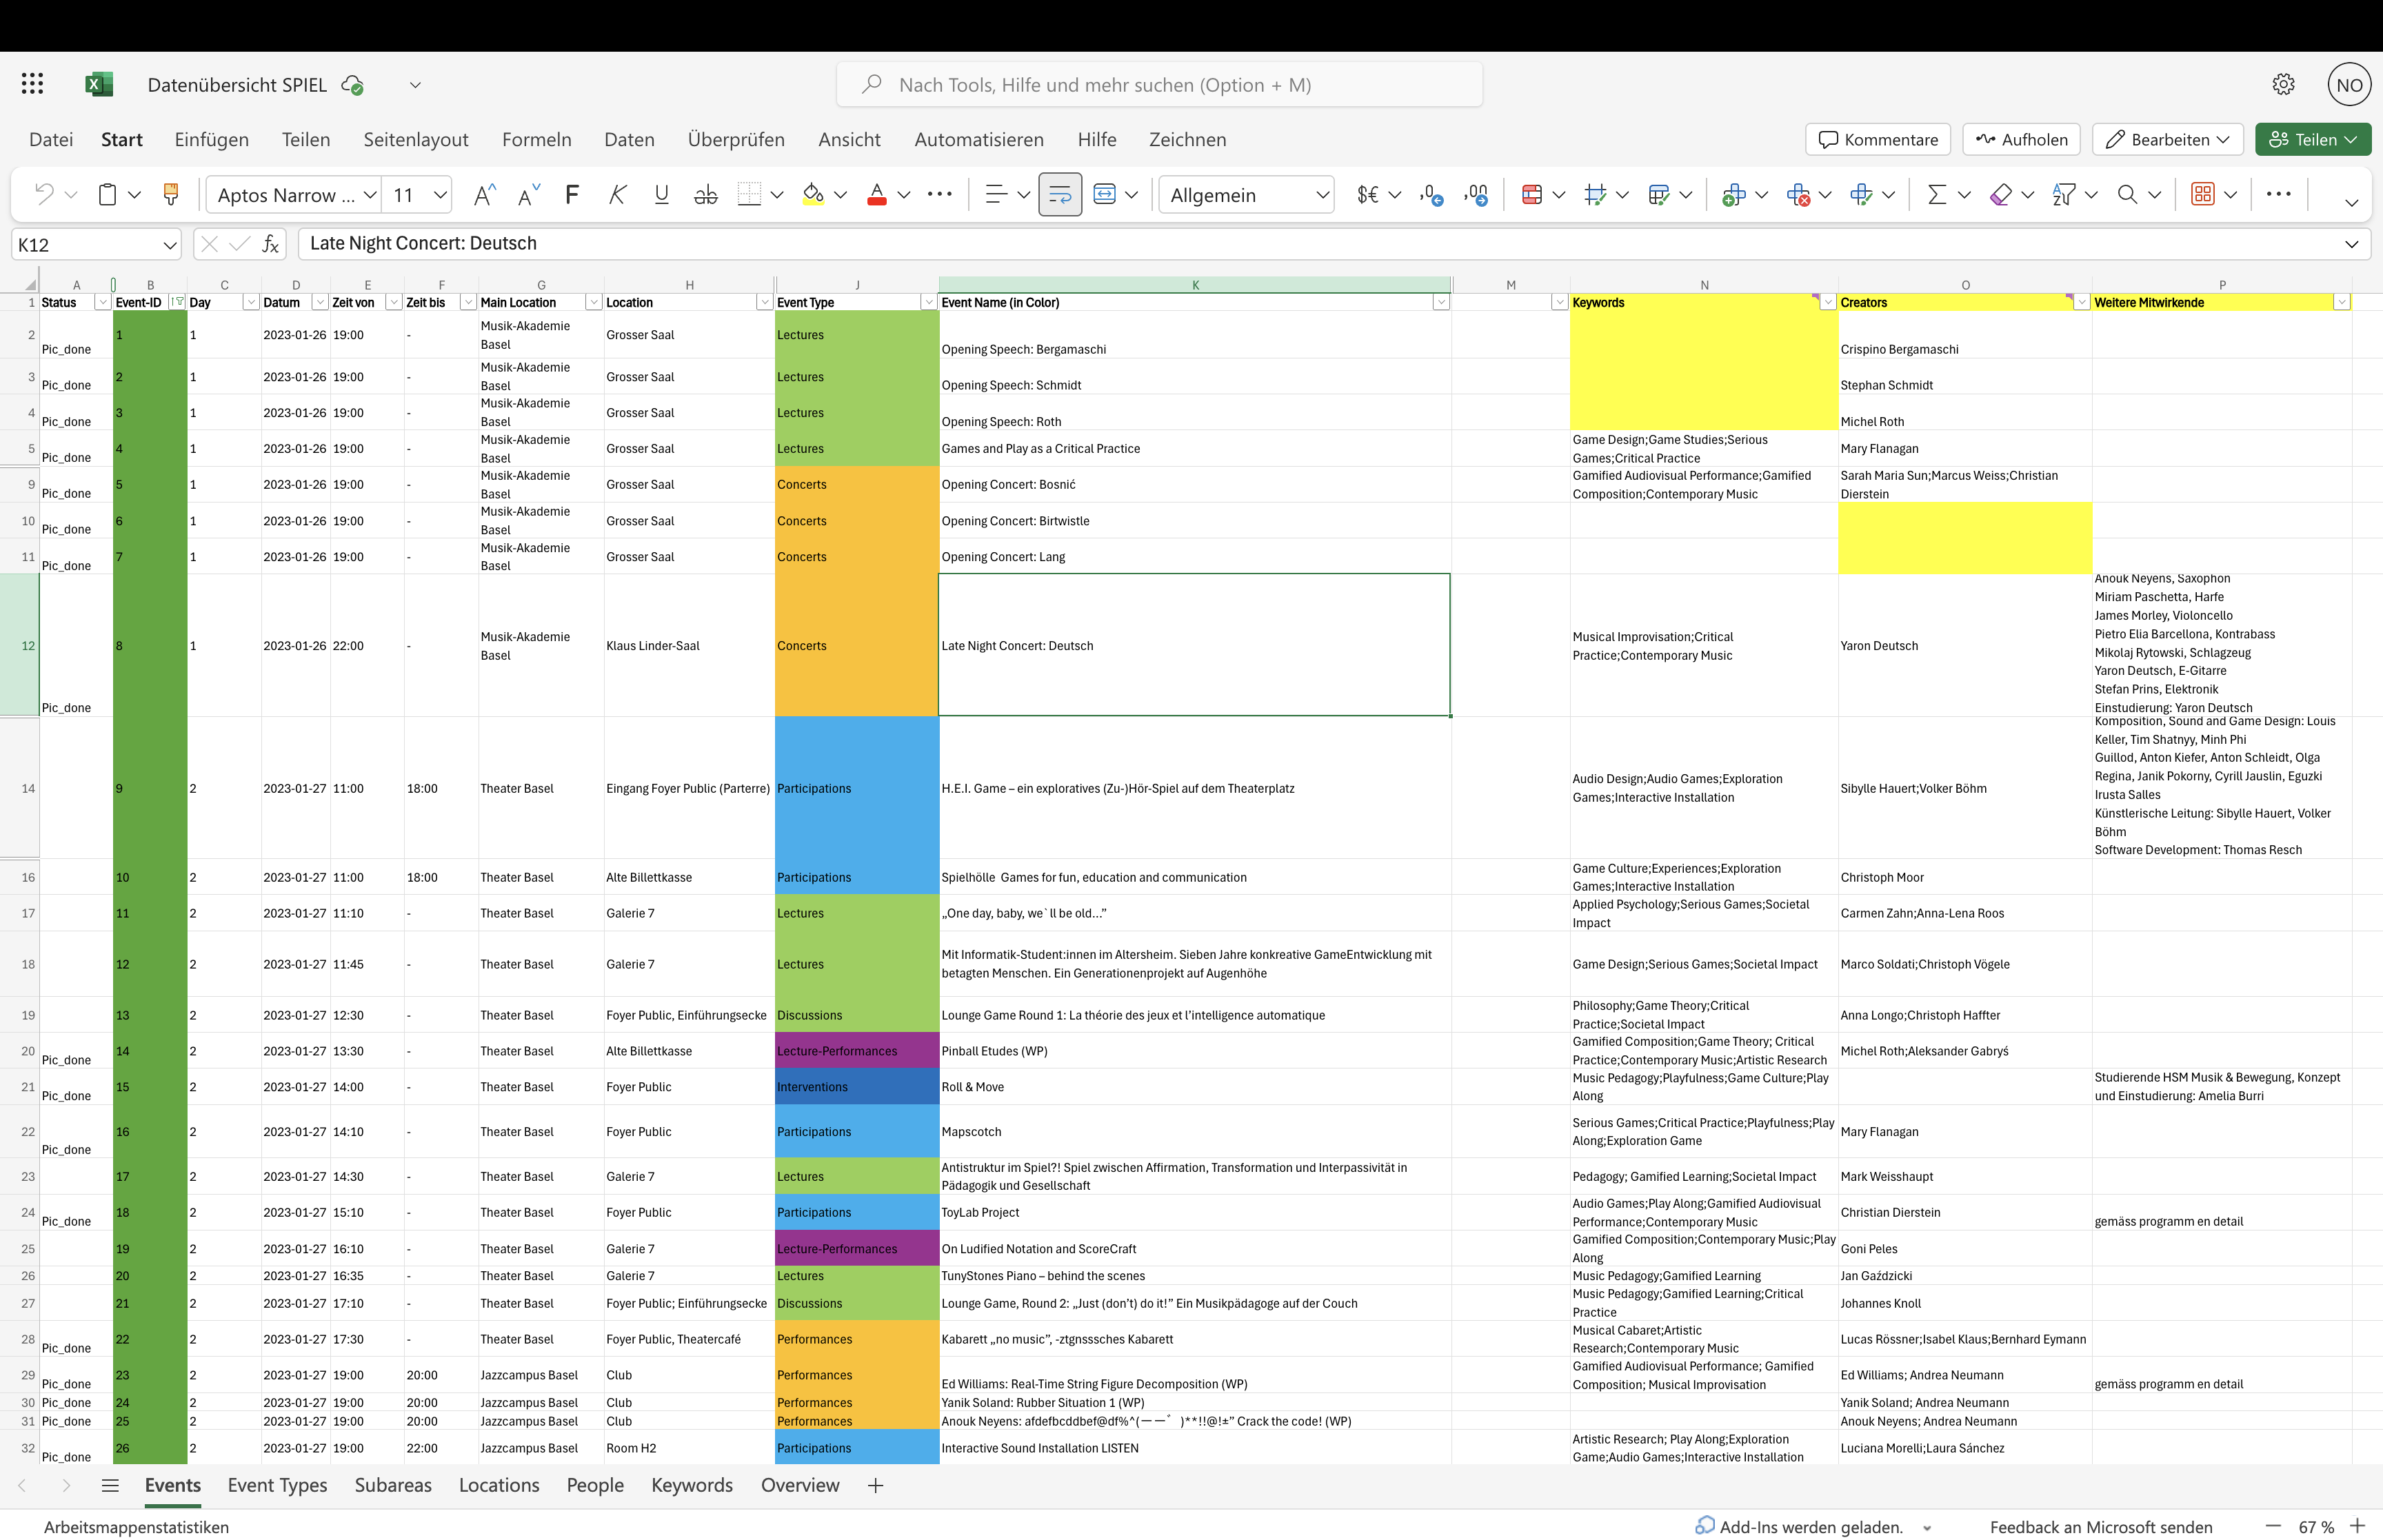 Datenübersicht SPIEL
Nach Tools, Hilfe und mehr suchen (Option + M)
NO
Datei Start Einfügen Teilen Seitenlayout Formeln Daten Überprüfen Ansicht Automatisieren Hilfe Zeichnen
Kommentare Aufholen Bearbeiten Teilen
Aptos Narrow ... 11 F K U ab A Allgemein
K12 fx Late Night Concert: Deutsch
A B C D E F G H J K M N O P
1 Status Event-ID Day Datum Zeit von Zeit bis Main Location Location Event Type Event Name (in Color) Keywords Creators Weitere Mitwirkende
2 Pic_done 1 1 2023-01-26 19:00 - Musik-Akademie Basel Grosser Saal Lectures Opening Speech: Bergamaschi Crispino Bergamaschi
3 Pic_done 2 1 2023-01-26 19:00 - Musik-Akademie Basel Grosser Saal Lectures Opening Speech: Schmidt Stephan Schmidt
4 Pic_done 3 1 2023-01-26 19:00 - Musik-Akademie Basel Grosser Saal Lectures Opening Speech: Roth Michel Roth
5 Pic_done 4 1 2023-01-26 19:00 - Musik-Akademie Basel Grosser Saal Lectures Games and Play as a Critical Practice Game Design;Game Studies;Serious Games;Critical Practice Mary Flanagan
9 Pic_done 5 1 2023-01-26 19:00 - Musik-Akademie Basel Grosser Saal Concerts Opening Concert: Bosnić Gamified Audiovisual Performance;Gamified Composition;Contemporary Music Sarah Maria Sun;Marcus Weiss;Christian Dierstein
10 Pic_done 6 1 2023-01-26 19:00 - Musik-Akademie Basel Grosser Saal Concerts Opening Concert: Birtwistle
11 Pic_done 7 1 2023-01-26 19:00 - Musik-Akademie Basel Grosser Saal Concerts Opening Concert: Lang
12 Pic_done 8 1 2023-01-26 22:00 - Musik-Akademie Basel Klaus Linder-Saal Concerts Late Night Concert: Deutsch Musical Improvisation;Critical Practice;Contemporary Music Yaron Deutsch
Anouk Neyens, Saxophon
Miriam Paschetta, Harfe
James Morley, Violoncello
Pietro Elia Barcellona, Kontrabass
Mikolaj Rytowski, Schlagzeug
Yaron Deutsch, E-Gitarre
Stefan Prins, Elektronik
Einstudierung: Yaron Deutsch
14 9 2 2023-01-27 11:00 18:00 Theater Basel Eingang Foyer Public (Parterre) Participations H.E.I. Game – ein exploratives (Zu-)Hör-Spiel auf dem Theaterplatz Audio Design;Audio Games;Exploration Games;Interactive Installation Sibylle Hauert;Volker Böhm
Komposition, Sound and Game Design: Louis
Keller, Tim Shatnyy, Minh Phi
Guillod, Anton Kiefer, Anton Schleidt, Olga
Regina, Janik Pokorny, Cyrill Jauslin, Eguzki
Irusta Salles
Künstlerische Leitung: Sibylle Hauert, Volker
Böhm
Software Development: Thomas Resch
16 10 2 2023-01-27 11:00 18:00 Theater Basel Alte Billettkasse Participations Spielhölle  Games for fun, education and communication Game Culture;Experiences;Exploration Games;Interactive Installation Christoph Moor
17 11 2 2023-01-27 11:10 - Theater Basel Galerie 7 Lectures „One day, baby, we`ll be old…” Applied Psychology;Serious Games;Societal Impact Carmen Zahn;Anna-Lena Roos
18 12 2 2023-01-27 11:45 - Theater Basel Galerie 7 Lectures Mit Informatik-Student:innen im Altersheim. Sieben Jahre konkreative GameEntwicklung mit betagten Menschen. Ein Generationenprojekt auf Augenhöhe Game Design;Serious Games;Societal Impact Marco Soldati;Christoph Vögele
19 13 2 2023-01-27 12:30 - Theater Basel Foyer Public, Einführungsecke Discussions Lounge Game Round 1: La théorie des jeux et l’intelligence automatique Philosophy;Game Theory;Critical Practice;Societal Impact Anna Longo;Christoph Haffter
20 Pic_done 14 2 2023-01-27 13:30 - Theater Basel Alte Billettkasse Lecture-Performances Pinball Etudes (WP) Gamified Composition;Game Theory; Critical Practice;Contemporary Music;Artistic Research Michel Roth;Aleksander Gabryś
21 Pic_done 15 2 2023-01-27 14:00 - Theater Basel Foyer Public Interventions Roll & Move Music Pedagogy;Playfulness;Game Culture;Play Along Studierende HSM Musik & Bewegung, Konzept und Einstudierung: Amelia Burri
22 Pic_done 16 2 2023-01-27 14:10 - Theater Basel Foyer Public Participations Mapscotch Serious Games;Critical Practice;Playfulness;Play Along;Exploration Game Mary Flanagan
23 17 2 2023-01-27 14:30 - Theater Basel Galerie 7 Lectures Antistruktur im Spiel?! Spiel zwischen Affirmation, Transformation und Interpassivität in Pädagogik und Gesellschaft Pedagogy; Gamified Learning;Societal Impact Mark Weisshaupt
24 Pic_done 18 2 2023-01-27 15:10 - Theater Basel Foyer Public Participations ToyLab Project Audio Games;Play Along;Gamified Audiovisual Performance;Contemporary Music Christian Dierstein gemäss programm en detail
25 19 2 2023-01-27 16:10 - Theater Basel Galerie 7 Lecture-Performances On Ludified Notation and ScoreCraft Gamified Composition;Contemporary Music;Play Along Goni Peles
26 20 2 2023-01-27 16:35 - Theater Basel Galerie 7 Lectures TunyStones Piano – behind the scenes Music Pedagogy;Gamified Learning Jan Gaździcki
27 21 2 2023-01-27 17:10 - Theater Basel Foyer Public; Einführungsecke Discussions Lounge Game, Round 2: „Just (don’t) do it!” Ein Musikpädagoge auf der Couch Music Pedagogy;Gamified Learning;Critical Practice Johannes Knoll
28 Pic_done 22 2 2023-01-27 17:30 - Theater Basel Foyer Public, Theatercafé Performances Kabarett „no music”, -ztgnsssches Kabarett Musical Cabaret;Artistic Research;Contemporary Music Lucas Rössner;Isabel Klaus;Bernhard Eymann
29 Pic_done 23 2 2023-01-27 19:00 20:00 Jazzcampus Basel Club Performances Ed Williams: Real-Time String Figure Decomposition (WP) Gamified Audiovisual Performance; Gamified Composition; Musical Improvisation Ed Williams; Andrea Neumann gemäss programm en detail
30 Pic_done 24 2 2023-01-27 19:00 20:00 Jazzcampus Basel Club Performances Yanik Soland: Rubber Situation 1 (WP) Yanik Soland; Andrea Neumann
31 Pic_done 25 2 2023-01-27 19:00 20:00 Jazzcampus Basel Club Performances Anouk Neyens: afdefbcddbef@df%^(ーー゛)**!!@!±” Crack the code! (WP) Anouk Neyens; Andrea Neumann
32 Pic_done 26 2 2023-01-27 19:00 22:00 Jazzcampus Basel Room H2 Participations Interactive Sound Installation LISTEN Artistic Research; Play Along;Exploration Game;Audio Games;Interactive Installation Luciana Morelli;Laura Sánchez
Events Event Types Subareas Locations People Keywords Overview
Arbeitsmappenstatistiken Add-Ins werden geladen. Feedback an Microsoft senden 67 %